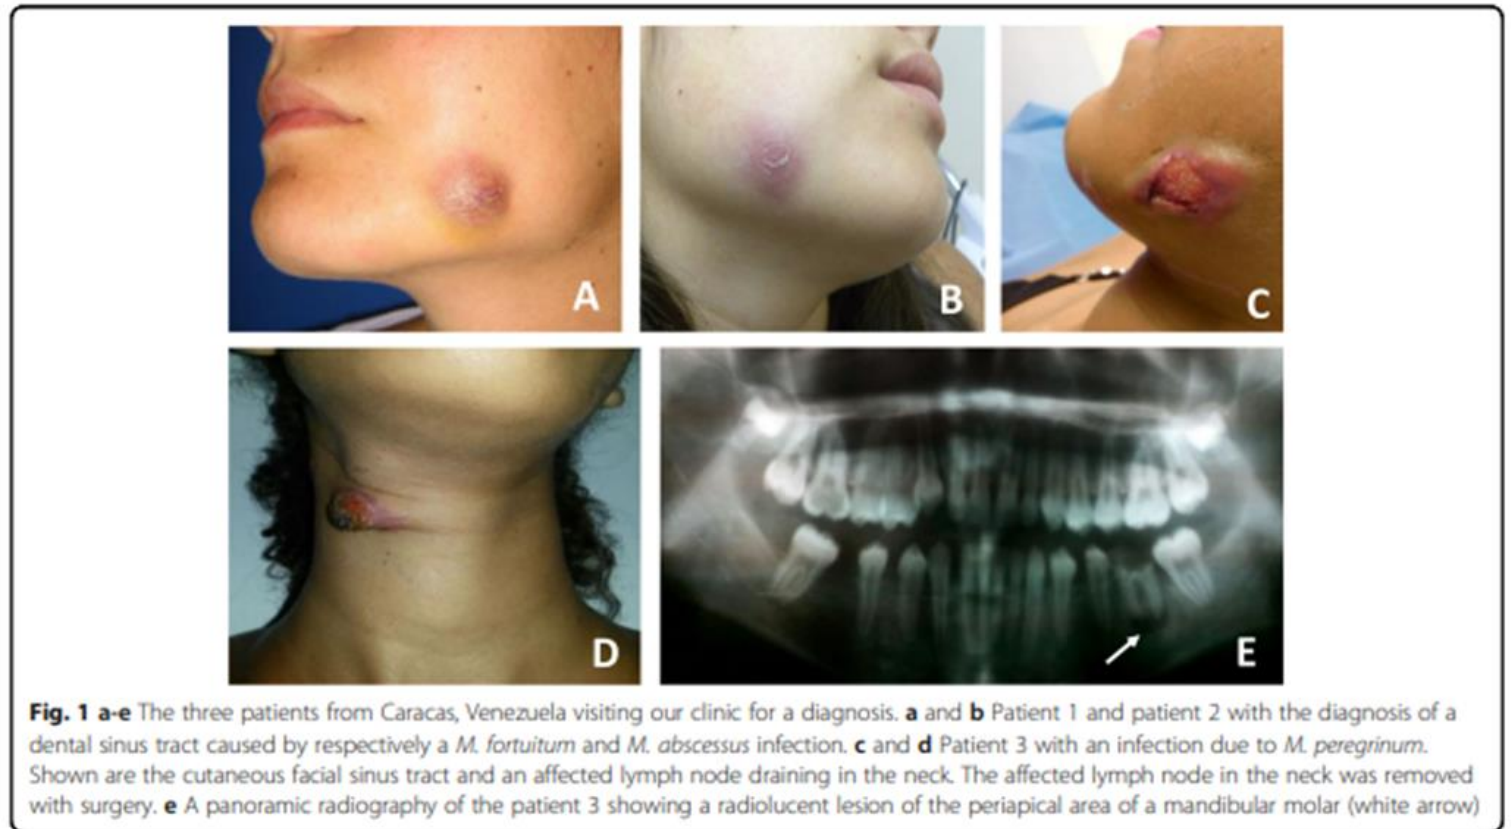 A
B
C
D
E
Fig. 1 a-e The three patients from Caracas, Venezuela visiting our clinic for a diagnosis. a and b Patient 1 and patient 2 with the diagnosis of a
dental sinus tract caused by respectively a M. fortuitum and M. abscessus infection. c and d Patient 3 with an infection due to M. peregrinum.
Shown are the cutaneous facial sinus tract and an affected lymph node draining in the neck. The affected lymph node in the neck was removed
with surgery. e A panoramic radiography of the patient 3 showing a radiolucent lesion of the periapical area of a mandibular molar (white arrow)